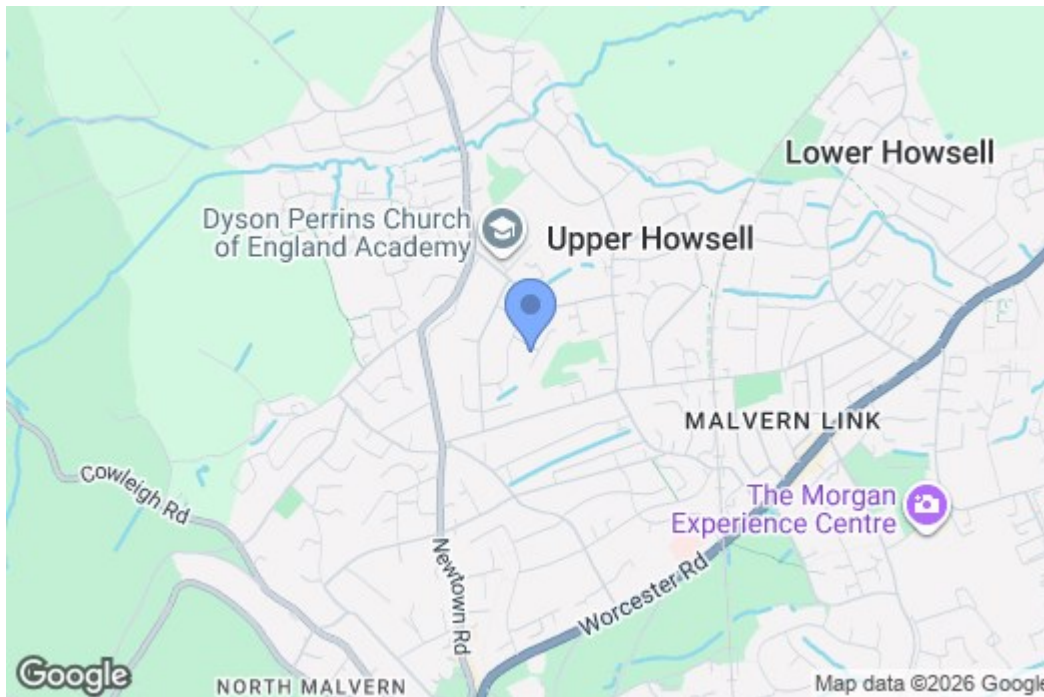 Lower Howsell
Dyson Perrins Church
of England Academy
Upper Howsell
MALVERN LINK
Cowleigh Rd
The Morgan
Experience Centre
Newtown Rd
Worcester Rd
Google
NORTH MALVERN
Map data ©2026 Google